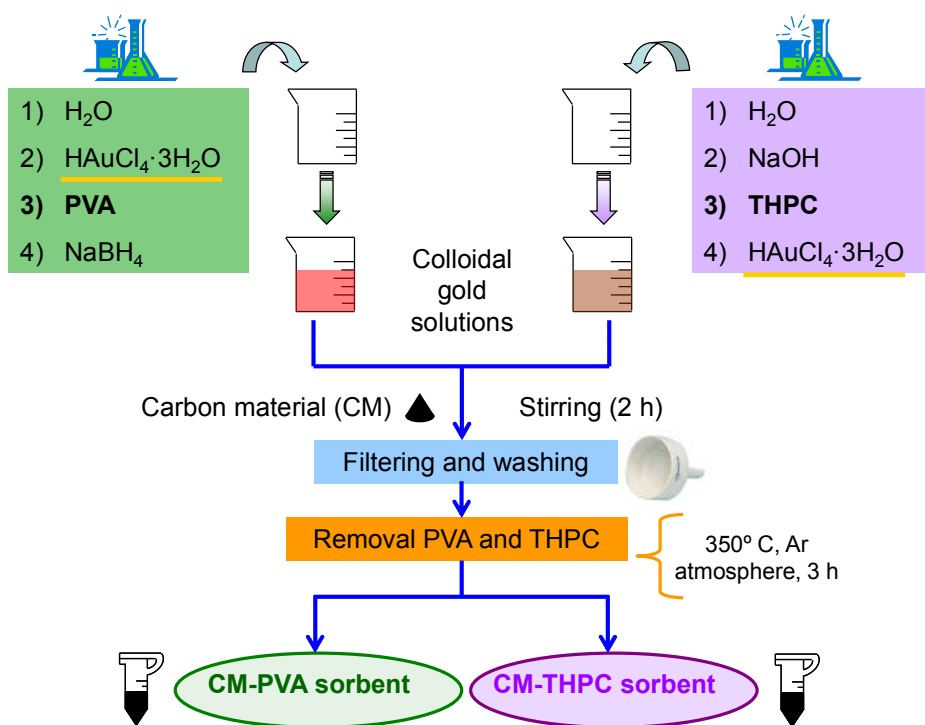 1) H₂O
2) HAuCl₄·3H₂O
3) PVA
4) NaBH₄
1) H₂O
2) NaOH
3) THPC
4) HAuCl₄·3H₂O
Colloidal
gold
solutions
Carbon material (CM)
Stirring (2 h)
Filtering and washing
Removal PVA and THPC
350º C, Ar
atmosphere, 3 h
CM-PVA sorbent
CM-THPC sorbent